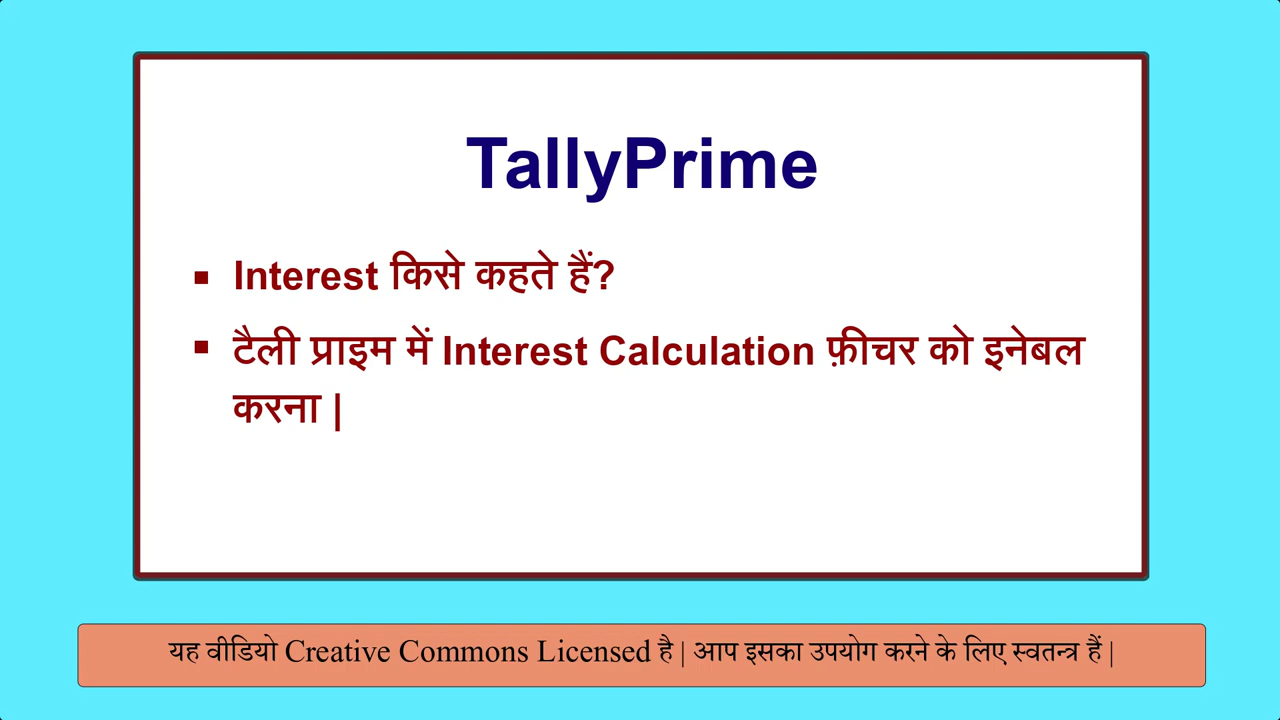 TallyPrime
▪ Interest किसे कहते हैं?
▪ टैली प्राइम में Interest Calculation फ़ीचर को इनेबल
करना |
यह वीडियो Creative Commons Licensed है | आप इसका उपयोग करने के लिए स्वतन्त्र हैं |